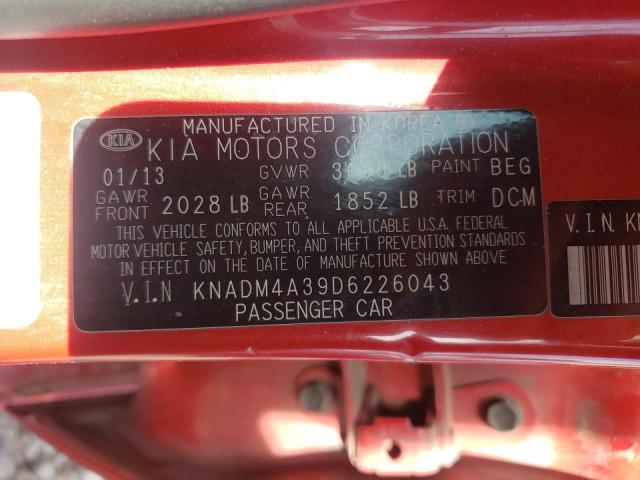 MANUFACTURED IN KOREA
KIA KIA MOTORS CORPORATION
01/13 GVWR LB PAINT BEG
GAWR FRONT 2028 LB GAWR REAR 1852 LB TRIM DCM
THIS VEHICLE CONFORMS TO ALL APPLICABLE U.S.A. FEDERAL
MOTOR VEHICLE SAFETY, BUMPER, AND THEFT PREVENTION STANDARDS
IN EFFECT ON THE DATE OF MANUFACTURE SHOWN ABOVE.
V.I.N KNADM4A39D6226043
PASSENGER CAR
V.I.N. KN